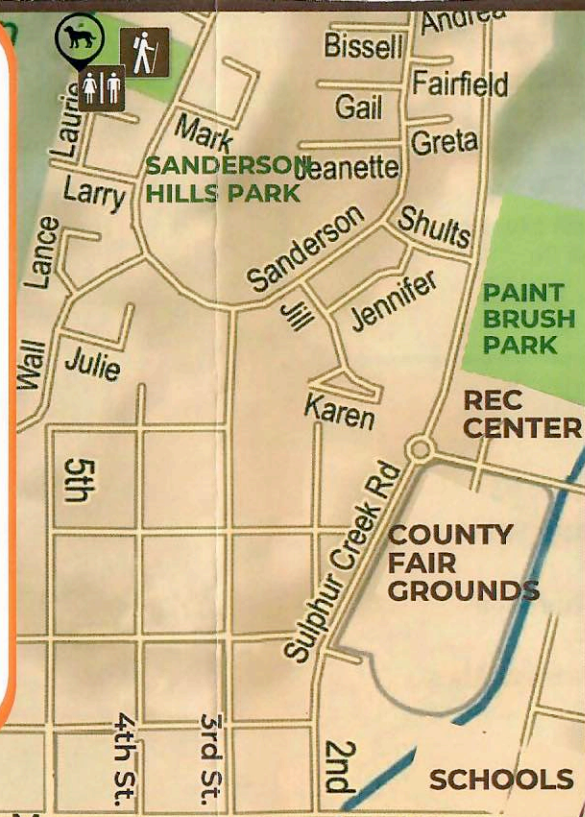 Andrea
Bissell
Fairfield
Gail
Greta
Jeanette
Laurie
Mark
SANDERSON
HILLS PARK
Larry
Lance
Sanderson
Shults
Jill
Jennifer
PAINT
BRUSH
PARK
Wall
Julie
Karen
REC
CENTER
5th
Sulphur Creek Rd
COUNTY
FAIR
GROUNDS
4th St.
3rd St.
2nd
SCHOOLS